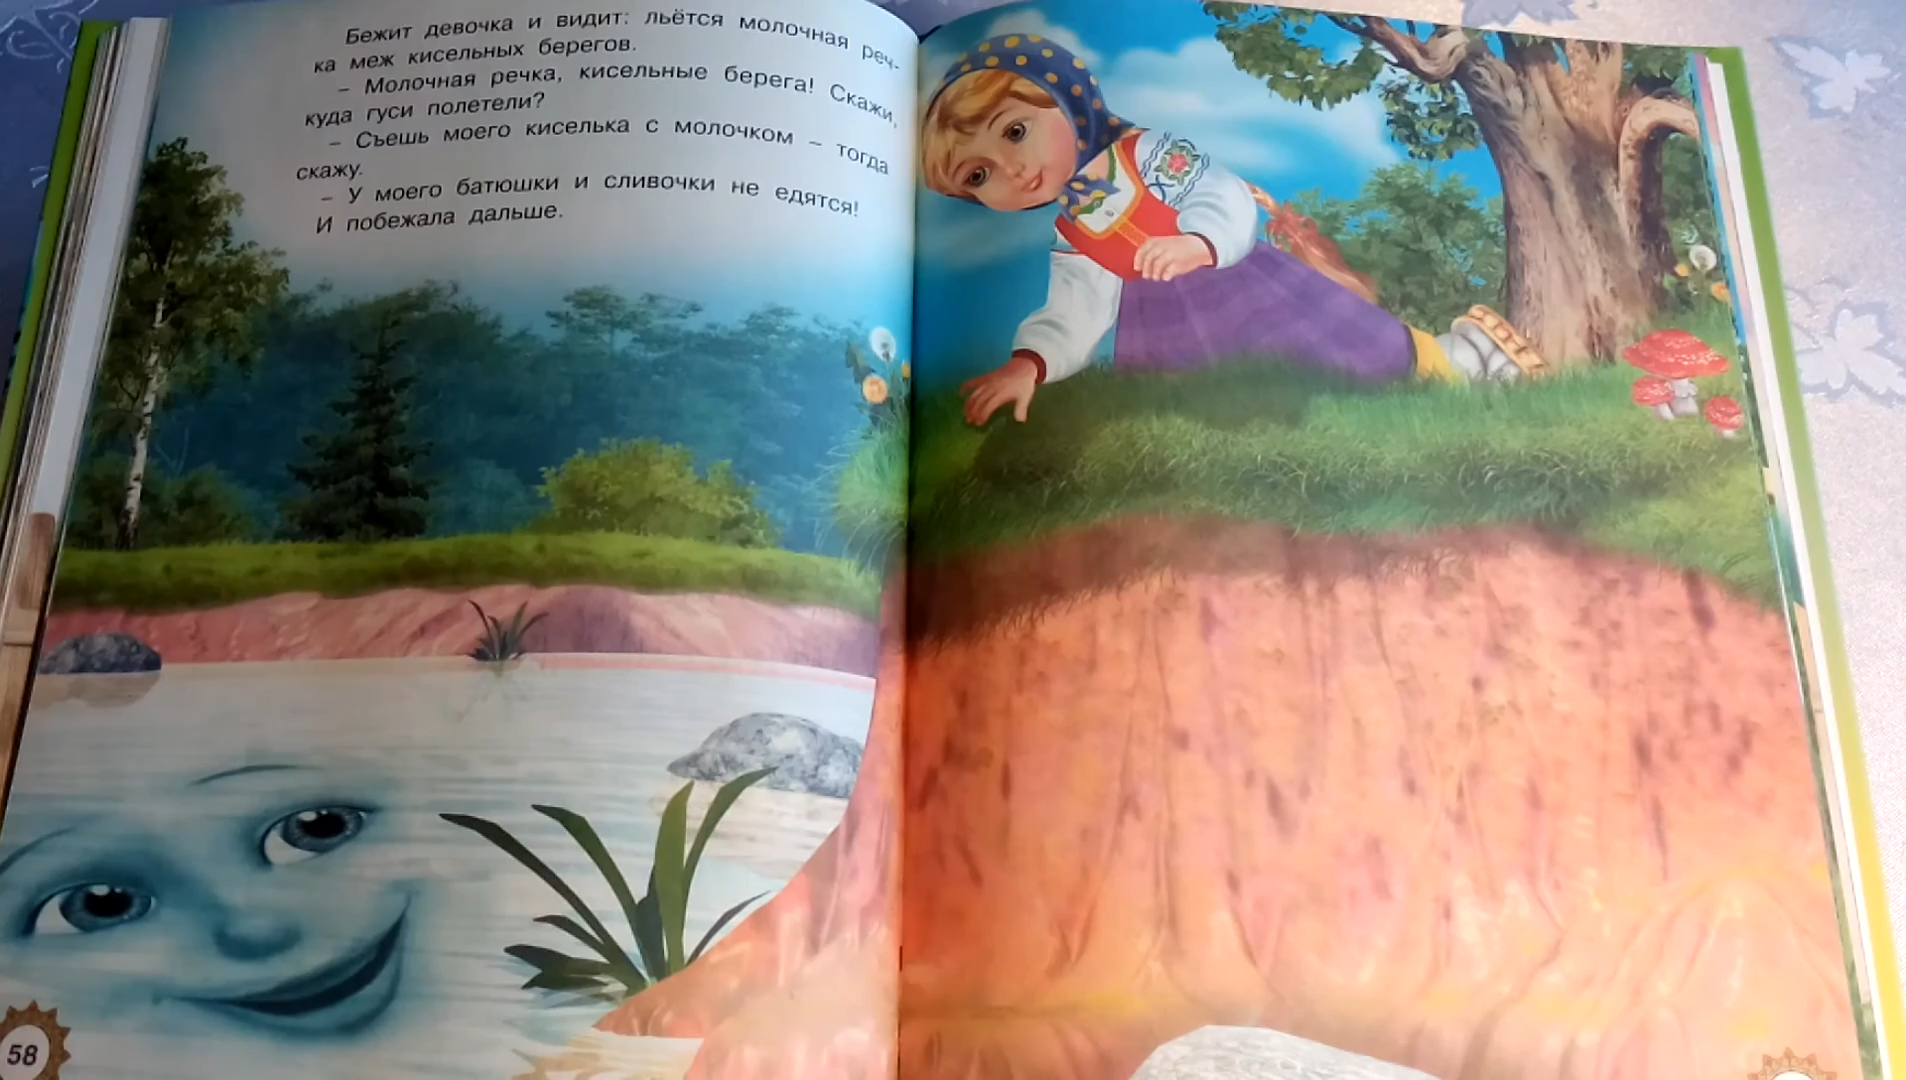 Бежит девочка и видит: льётся молочная реч-
ка меж кисельных берегов.
– Молочная речка, кисельные берега! Скажи,
куда гуси полетели?
– Съешь моего киселька с молочком – тогда
скажу.
– У моего батюшки и сливочки не едятся!
И побежала дальше.
58